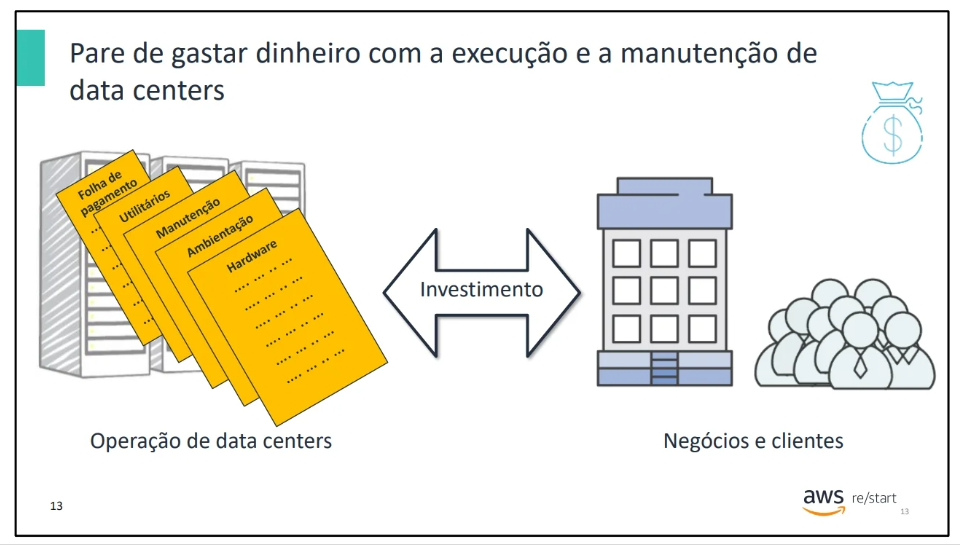 Pare de gastar dinheiro com a execução e a manutenção de
data centers
$
Folha de
pagamento
Utilitários
Manutenção
Ambientação
Hardware
Investimento
Operação de data centers
Negócios e clientes
13
aws re/start
13